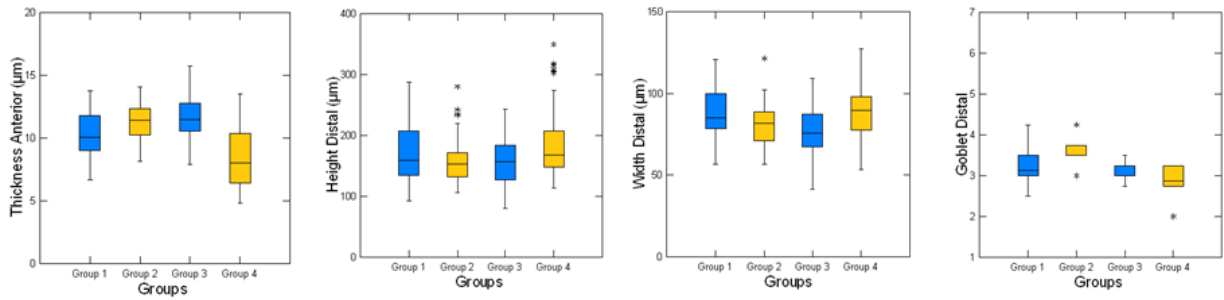 Thickness Anerior (µm)
20
15
10
5
0
Group 1 Group 2 Group 3 Group 4
Groups
Height Distal (µm)
400
300
200
100
0
Group 1 Group 2 Group 3 Group 4
Groups
Width Distal (µm)
150
100
50
0
Group 1 Group 2 Group 3 Group 4
Groups
Goblet Distal
7
6
5
4
3
2
1
Group 1 Group 2 Group 3 Group 4
Groups